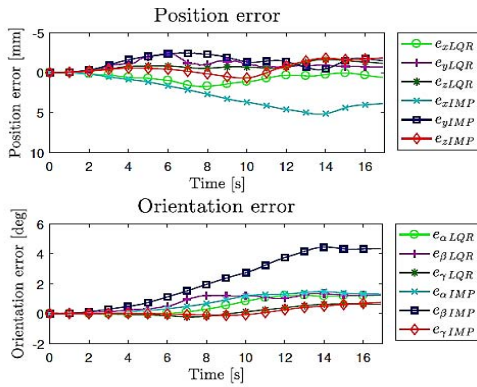 Position error
Position error [mm]
-5
0
5
10
0 2 4 6 8 10 12 14 16
Time [s]
e_xLQR
e_yLQR
e_zLQR
e_xIMP
e_yIMP
e_zIMP
Orientation error
Orientation error [deg]
6
4
2
0
-2
0 2 4 6 8 10 12 14 16
Time [s]
e_αLQR
e_βLQR
e_γLQR
e_αIMP
e_βIMP
e_γIMP